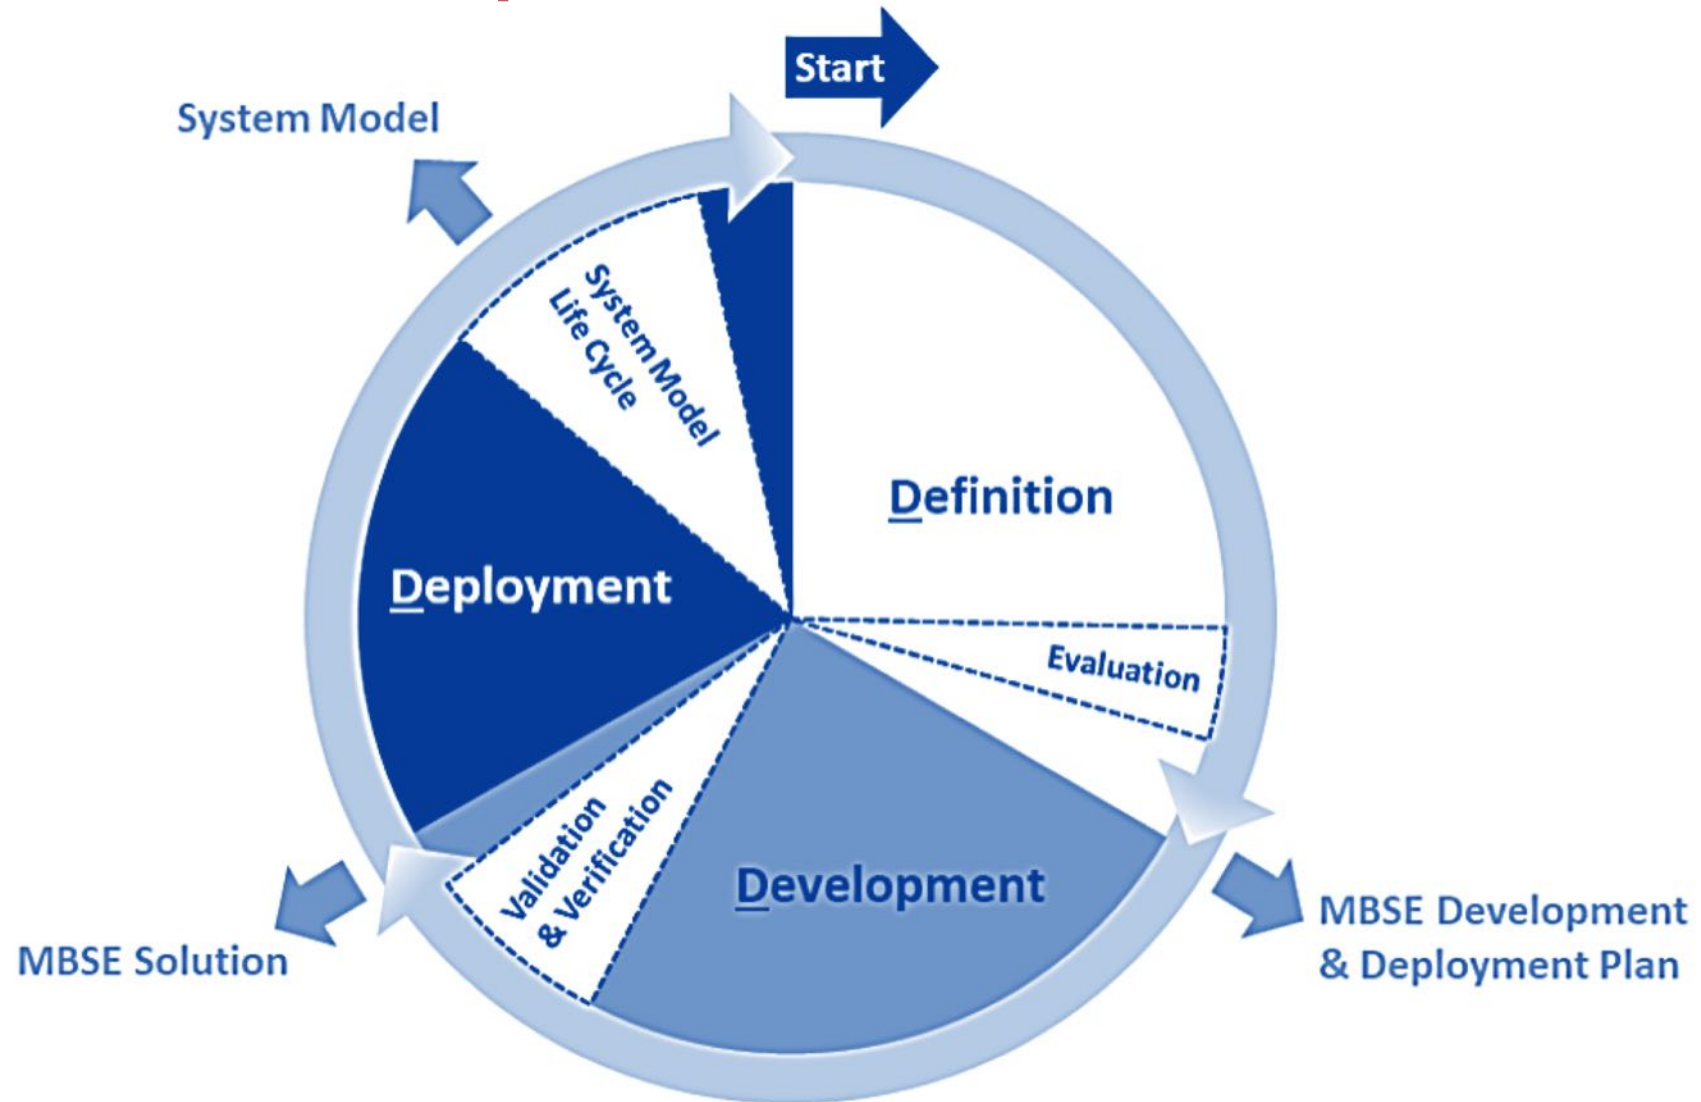 Start
System Model
System Model
Life Cycle
Definition
Deployment
Evaluation
Validation
& Verification
Development
MBSE Development
& Deployment Plan
MBSE Solution